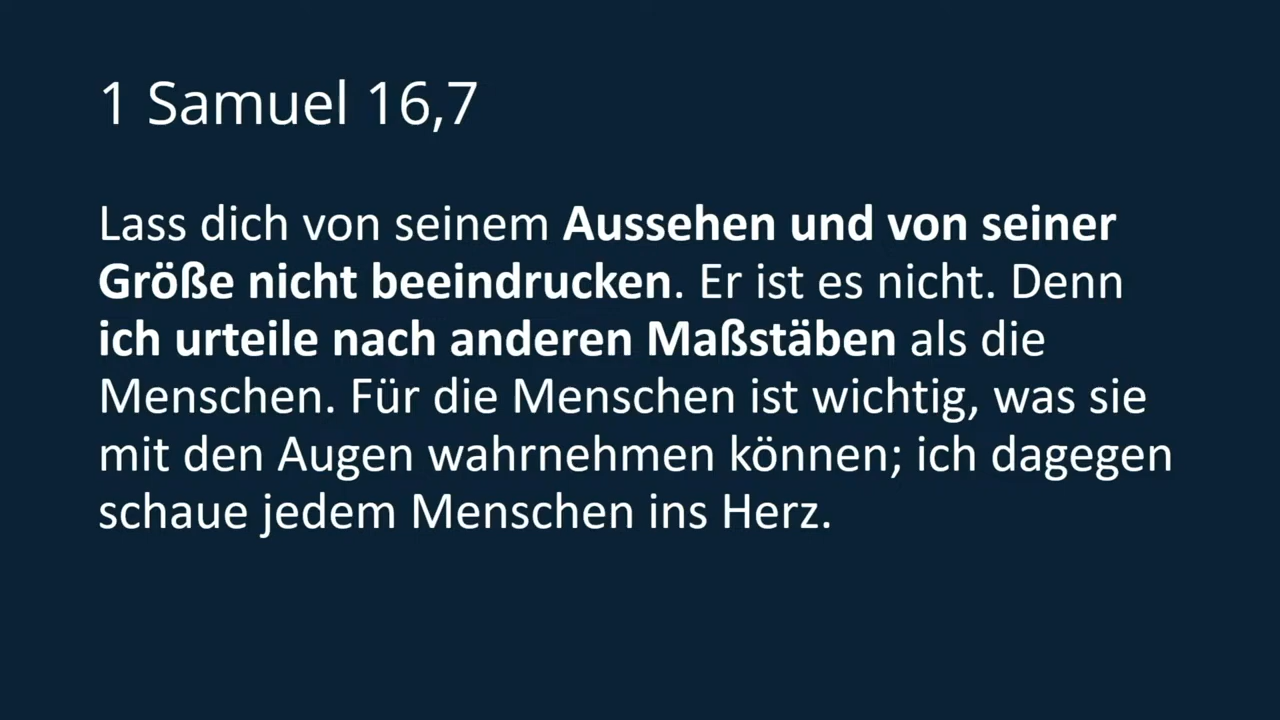 1 Samuel 16,7
Lass dich von seinem Aussehen und von seiner
Größe nicht beeindrucken. Er ist es nicht. Denn
ich urteile nach anderen Maßstäben als die
Menschen. Für die Menschen ist wichtig, was sie
mit den Augen wahrnehmen können; ich dagegen
schaue jedem Menschen ins Herz.